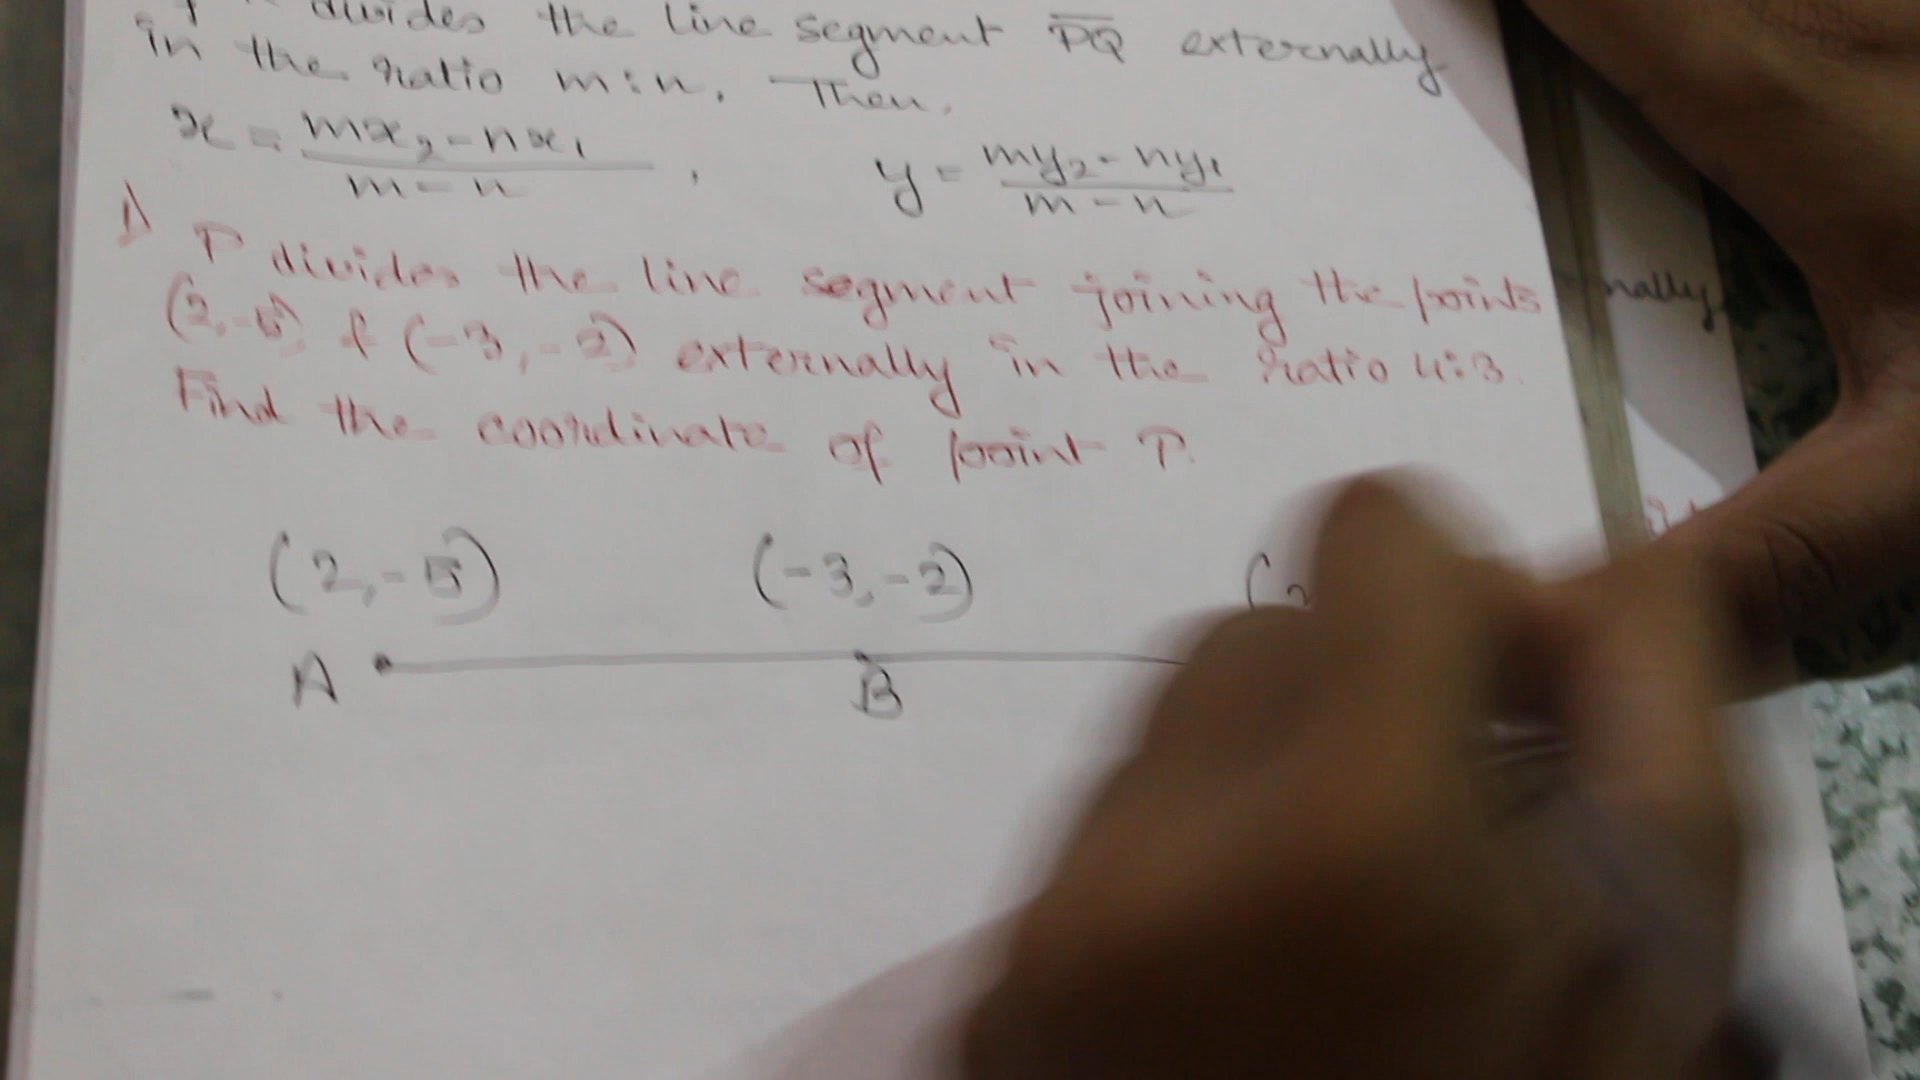 divides the line segment PQ externally
in the ratio m:n. Then,
x = mx₂-nx₁ / m-n , y = my₂-ny₁ / m-n
1) P divides the line segment joining the points
(2,-5) & (-3,-2) externally in the ratio 4:3.
Find the coordinate of point P.
(2,-5) (-3,-2) (
A B
nally